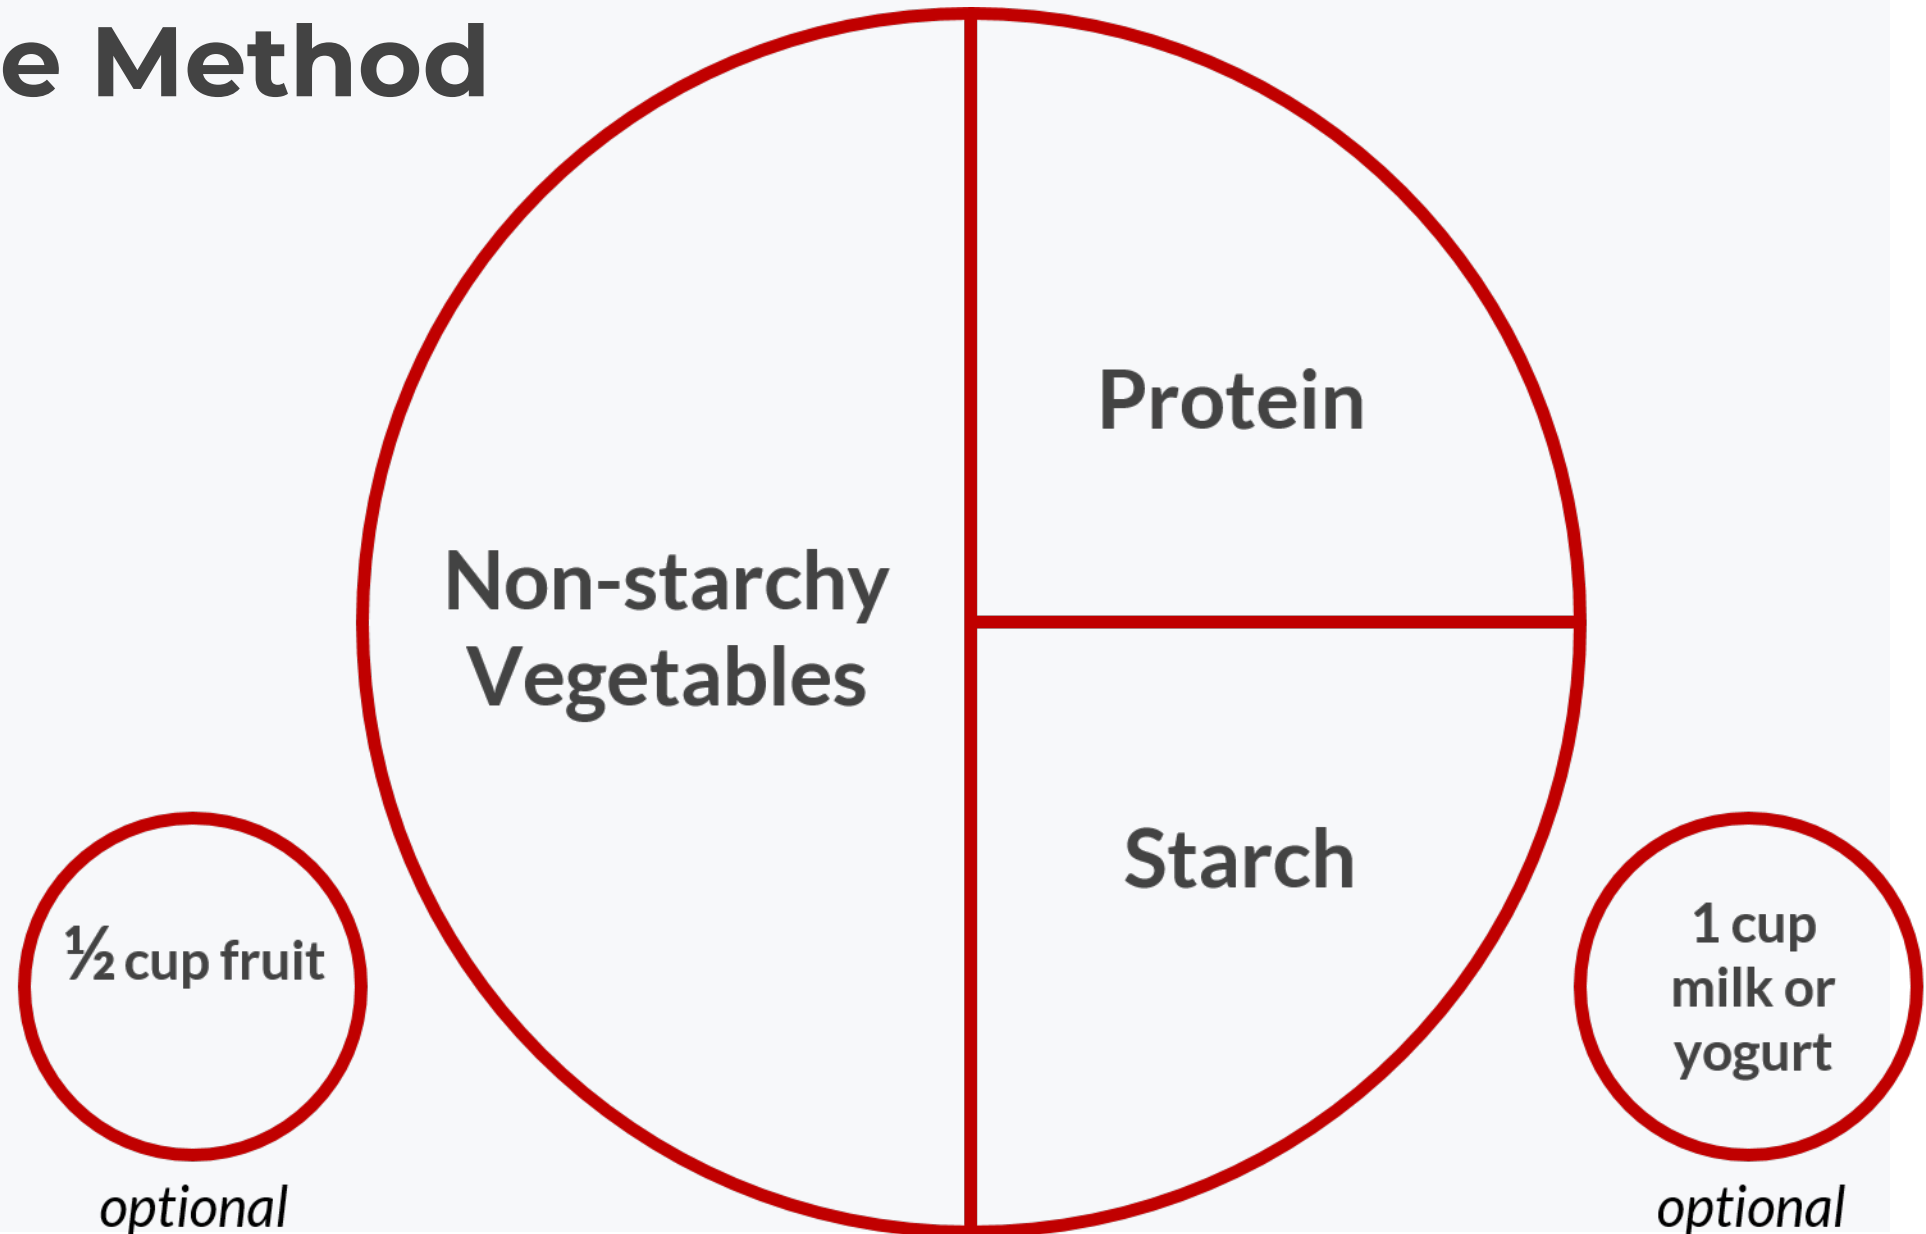 e Method
Protein
Non-starchy
Vegetables
Starch
½ cup fruit
1 cup
milk or
yogurt
optional
optional